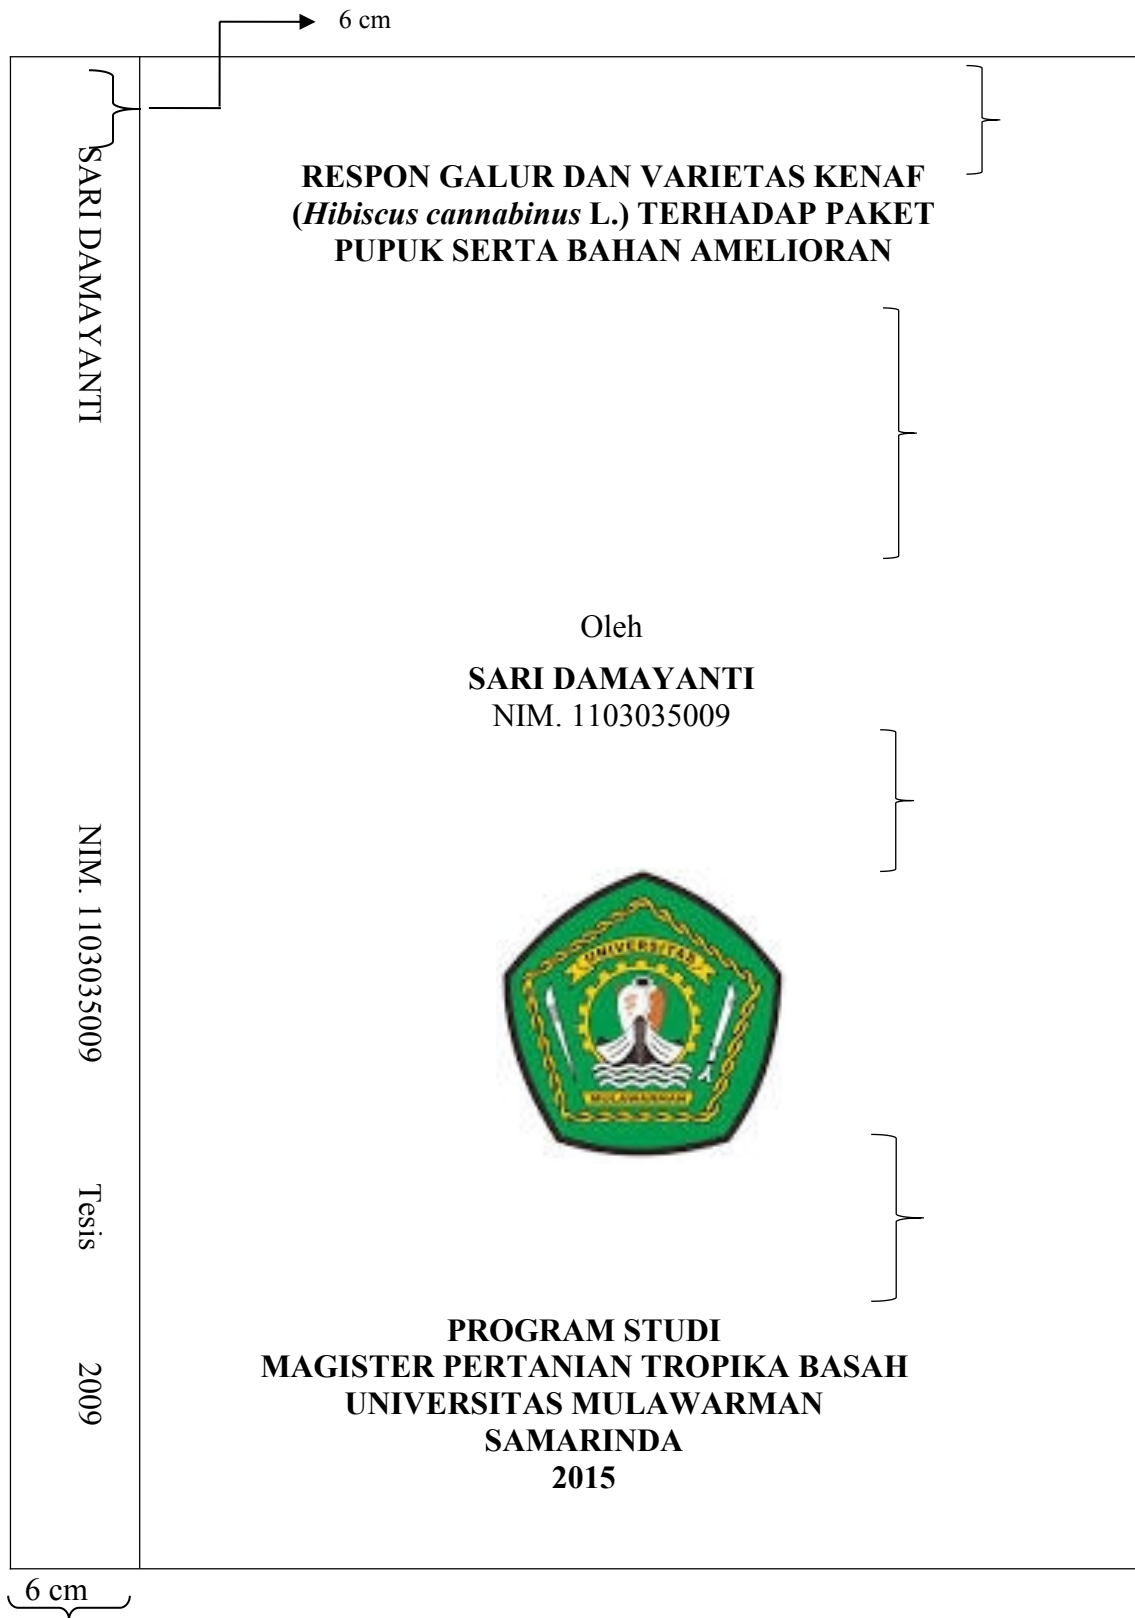 6 cm
SARI DAMAYANTI
NIM. 1103035009
Tesis
2009
RESPON GALUR DAN VARIETAS KENAF
(Hibiscus cannabinus L.) TERHADAP PAKET
PUPUK SERTA BAHAN AMELIORAN
Oleh
SARI DAMAYANTI
NIM. 1103035009
UNIVERSITAS
MULAWARMAN
PROGRAM STUDI
MAGISTER PERTANIAN TROPIKA BASAH
UNIVERSITAS MULAWARMAN
SAMARINDA
2015
6 cm